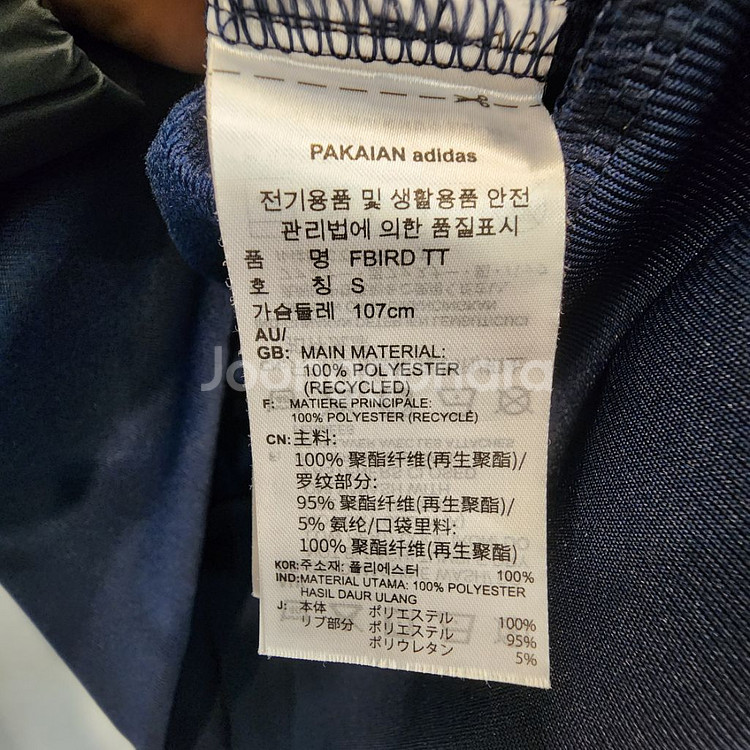 1/2
PAKAIAN adidas
전기용품 및 생활용품 안전
관리법에 의한 품질표시
품 명 FBIRD TT
호 칭 S
가슴둘레 107cm
AU/
GB: MAIN MATERIAL:
100% POLYESTER
(RECYCLED)
F: MATIERE PRINCIPALE:
100% POLYESTER (RECYCLÉ)
CN: 主料:
100% 聚酯纤维(再生聚酯)/
罗纹部分:
95% 聚酯纤维(再生聚酯)/
5% 氨纶/口袋里料:
100% 聚酯纤维(再生聚酯)
KOR: 주소재: 폴리에스터 100%
IND: MATERIAL UTAMA: 100% POLYESTER
HASIL DAUR ULANG
J: 本体 ポリエステル 100%
リブ部分 ポリエステル 95%
ポリウレタン 5%